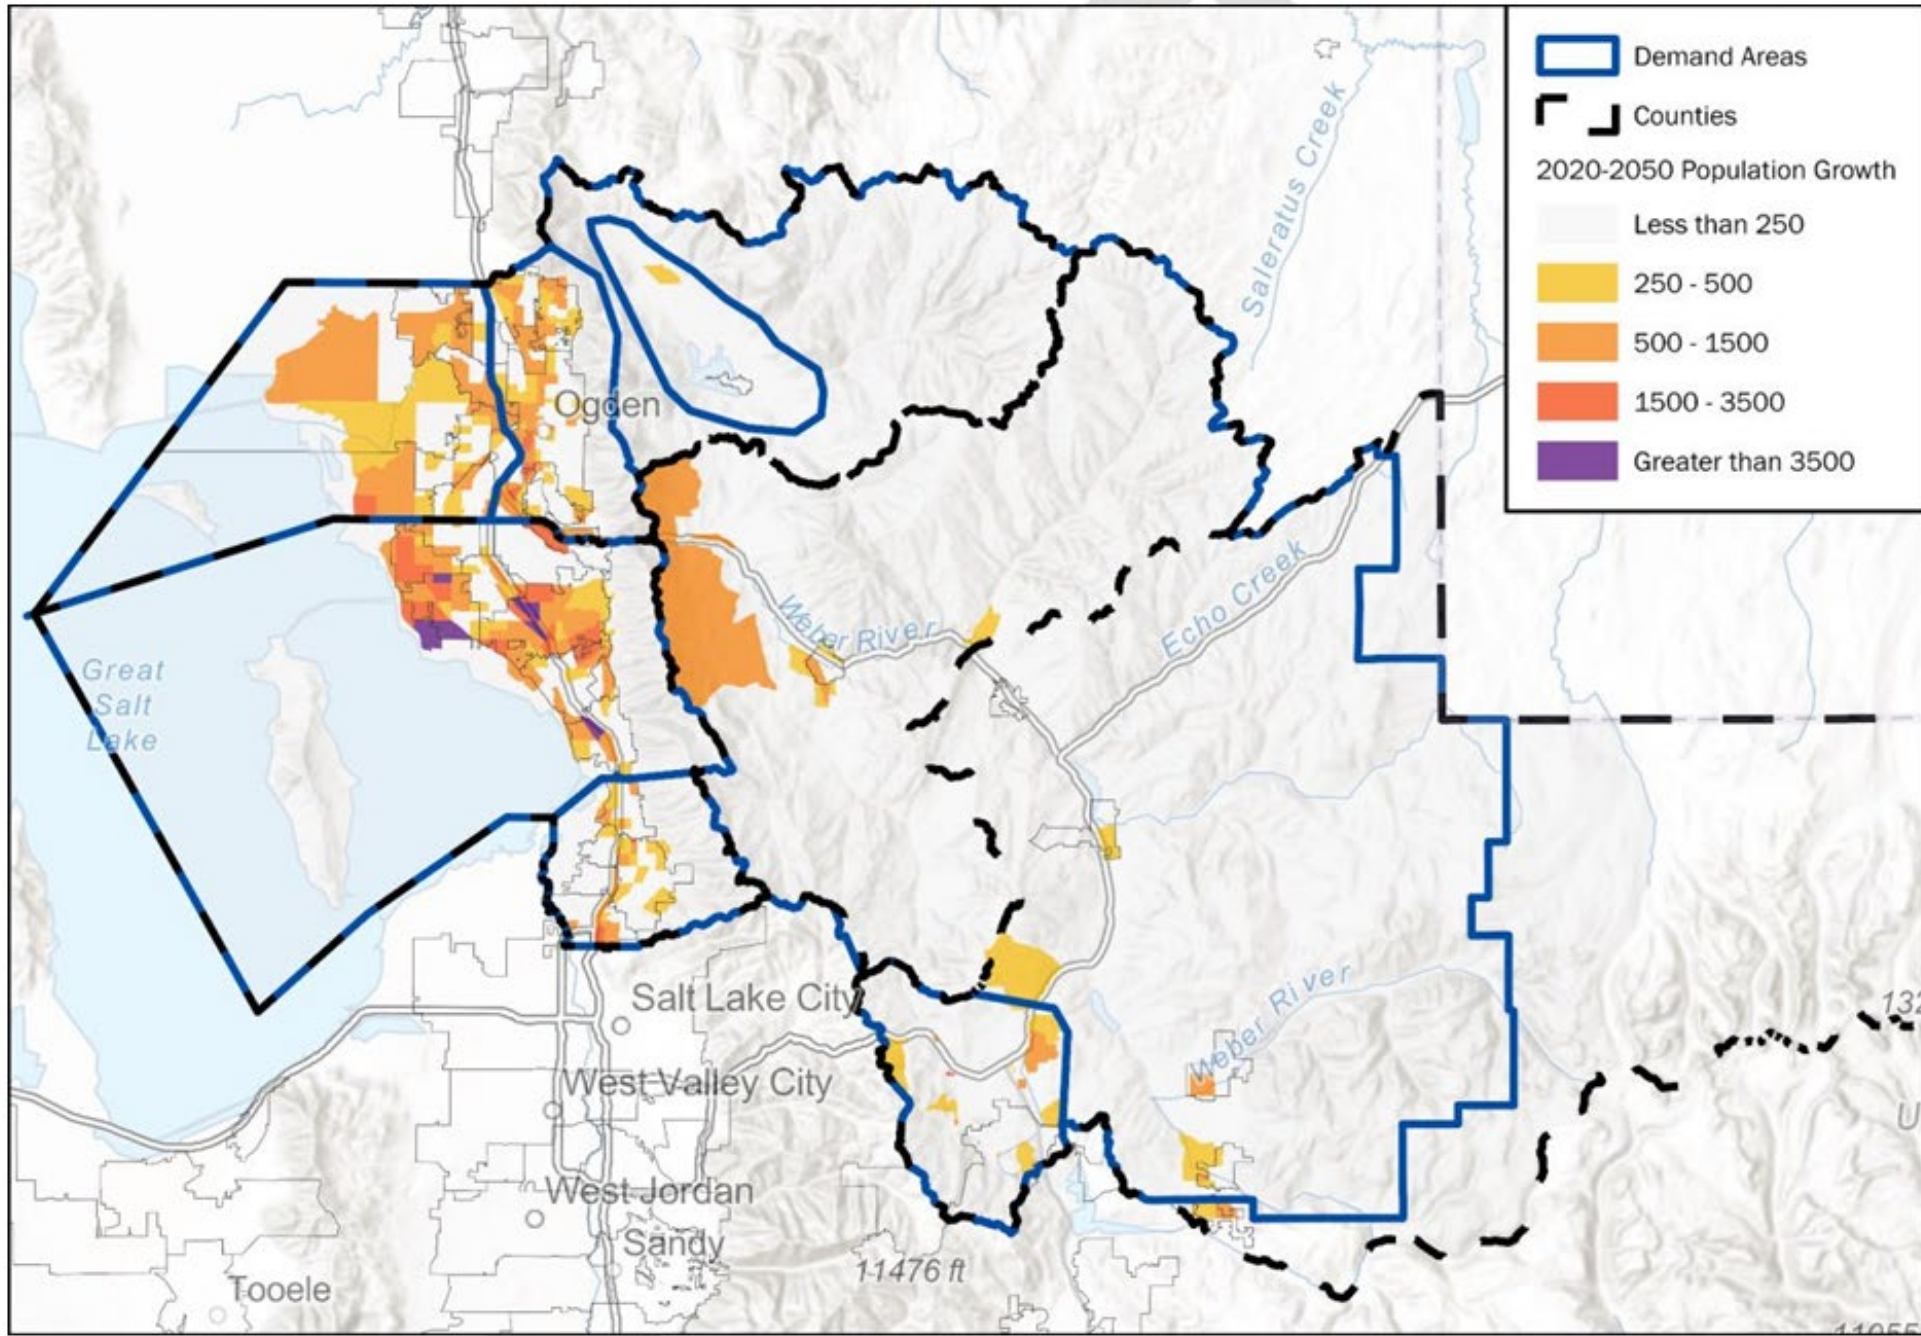 Demand Areas
Counties
2020-2050 Population Growth
Less than 250
250 - 500
500 - 1500
1500 - 3500
Greater than 3500
Saleratus Creek
Ogden
Weber River
Echo Creek
Great
Salt
Lake
Salt Lake City
Weber River
West Valley City
West Jordan
Sandy
11476 ft
Tooele